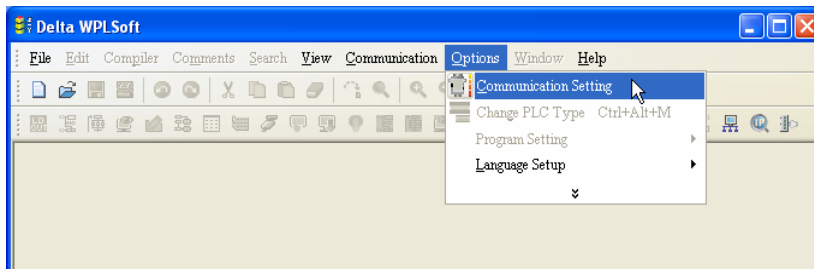 Delta WPLSoft
File Edit Compiler Comments Search View Communication Options Window Help
Communication Setting
Change PLC Type Ctrl+Alt+M
Program Setting
Language Setup